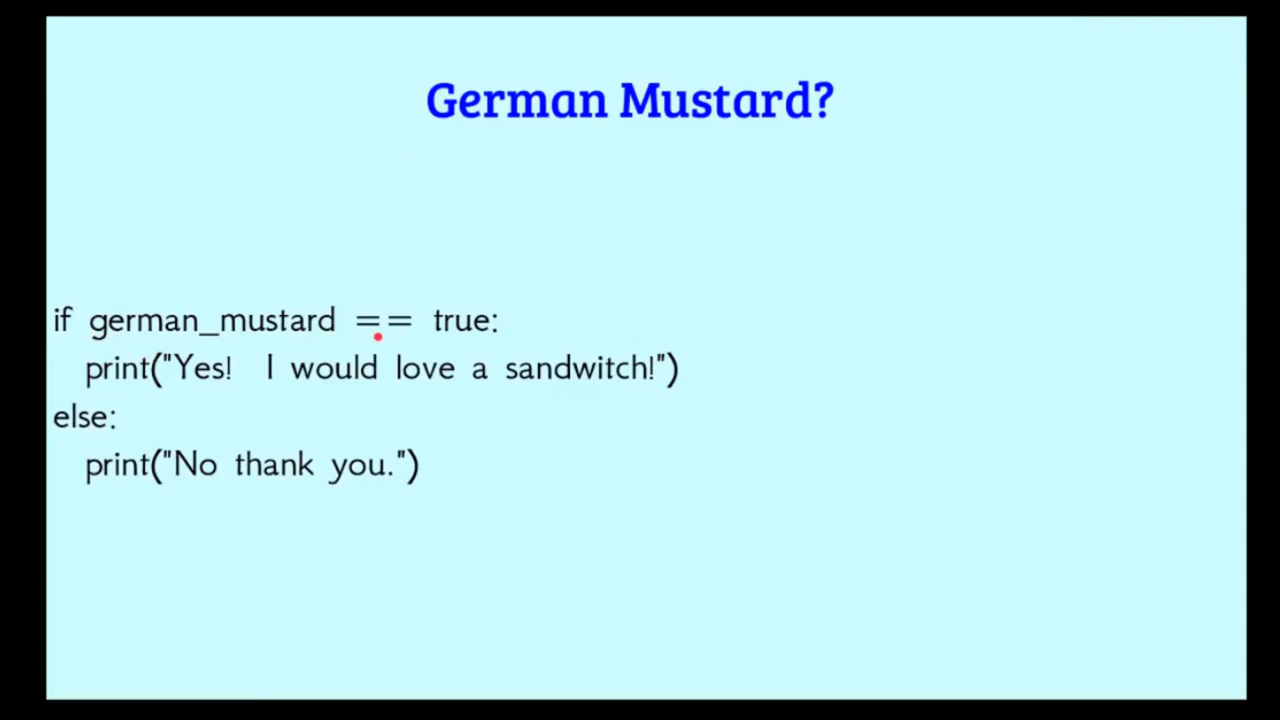 German Mustard?
if german_mustard == true:
print("Yes! I would love a sandwitch!")
else:
print("No thank you.")